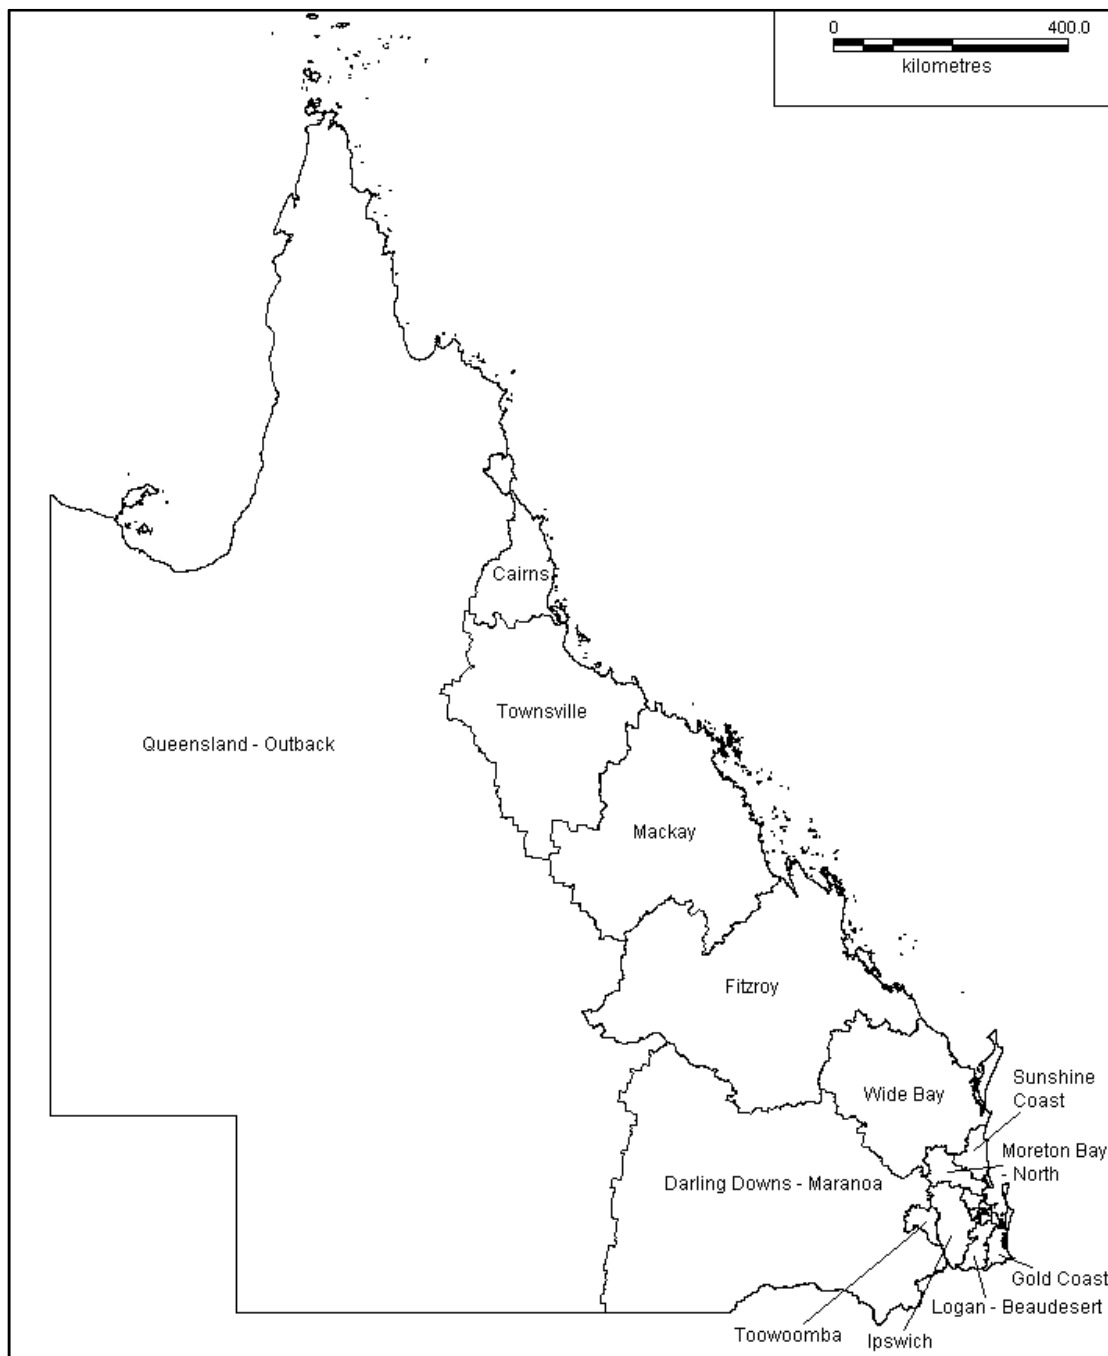 0 400.0
kilometres
Cairns
Townsville
Queensland - Outback
Mackay
Fitzroy
Sunshine
Coast
Wide Bay
Moreton Bay
- North
Darling Downs - Maranoa
Gold Coast
Logan - Beaudesert
Toowoomba
Ipswich